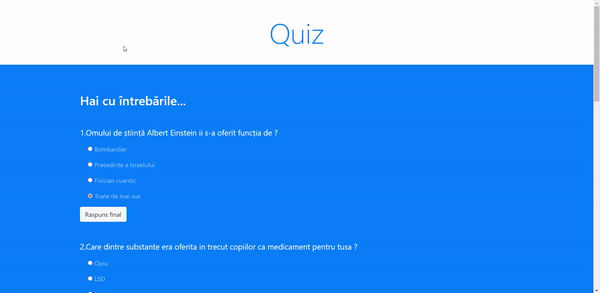 Quiz
Hai cu întrebările...
1.Omului de știință Albert Einstein ii s-a oferit funcția de ?
Bombardier
Presedinte a Israelului
Fizician cuantic
Toate de mai sus
Raspuns final
2.Care dintre substante era oferita in trecut copiilor ca medicament pentru tusa ?
Opiu
LSD